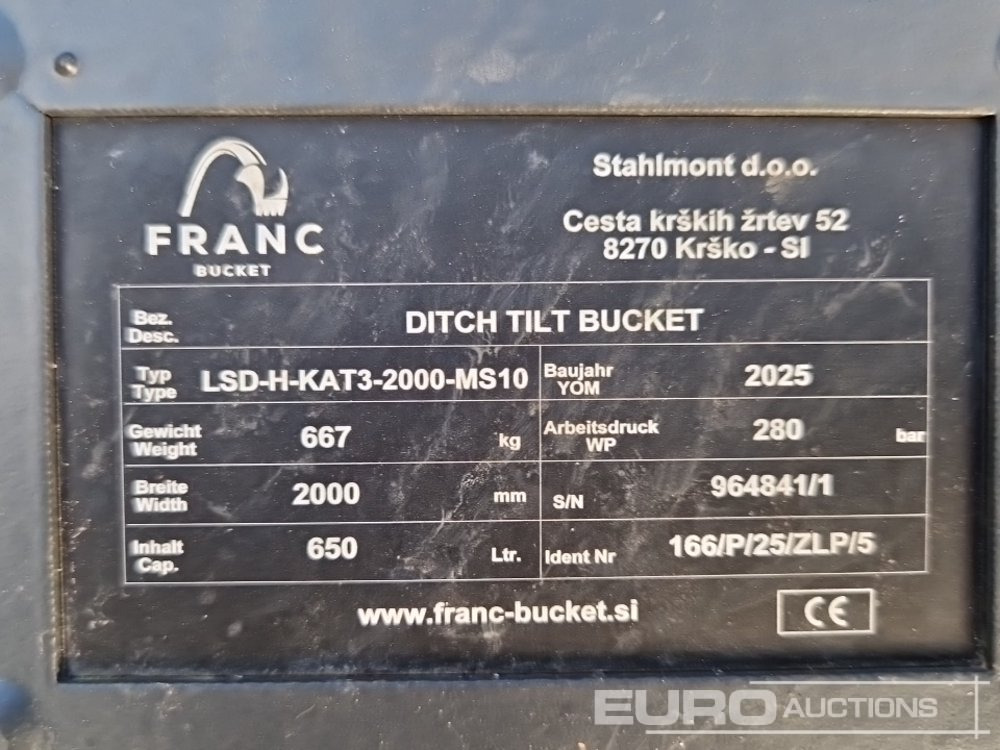 FRANC
BUCKET
Stahlmont d.o.o.
Cesta krških žrtev 52
8270 Krško - SI
Bez.
Desc.
DITCH TILT BUCKET
Typ
Type
LSD-H-KAT3-2000-MS10
Baujahr
YOM
2025
Gewicht
Weight
667 kg
Arbeitsdruck
WP
280 bar
Breite
Width
2000 mm
S/N 964841/1
Inhalt
Cap.
650 Ltr.
Ident Nr 166/P/25/ZLP/5
www.franc-bucket.si
CE
EURO AUCTIONS